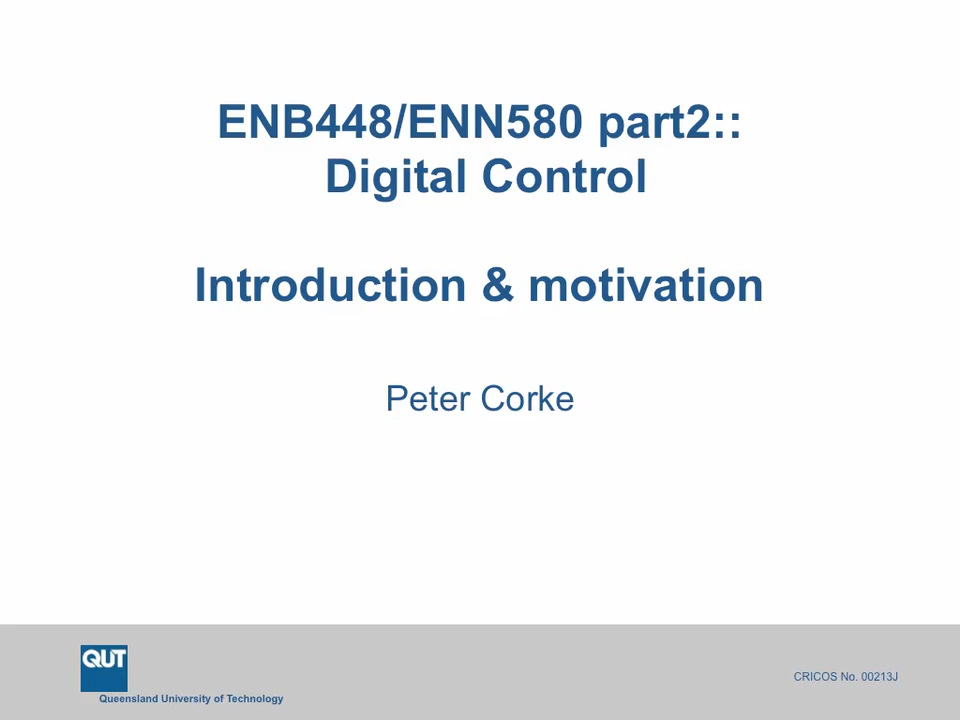 ENB448/ENN580 part2::
Digital Control
Introduction & motivation
Peter Corke
QUT
Queensland University of Technology
CRICOS No. 00213J